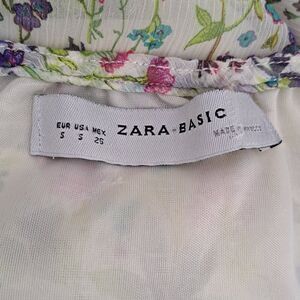 EUR USA MEX
S S 26
ZARA BASIC
MADE IN